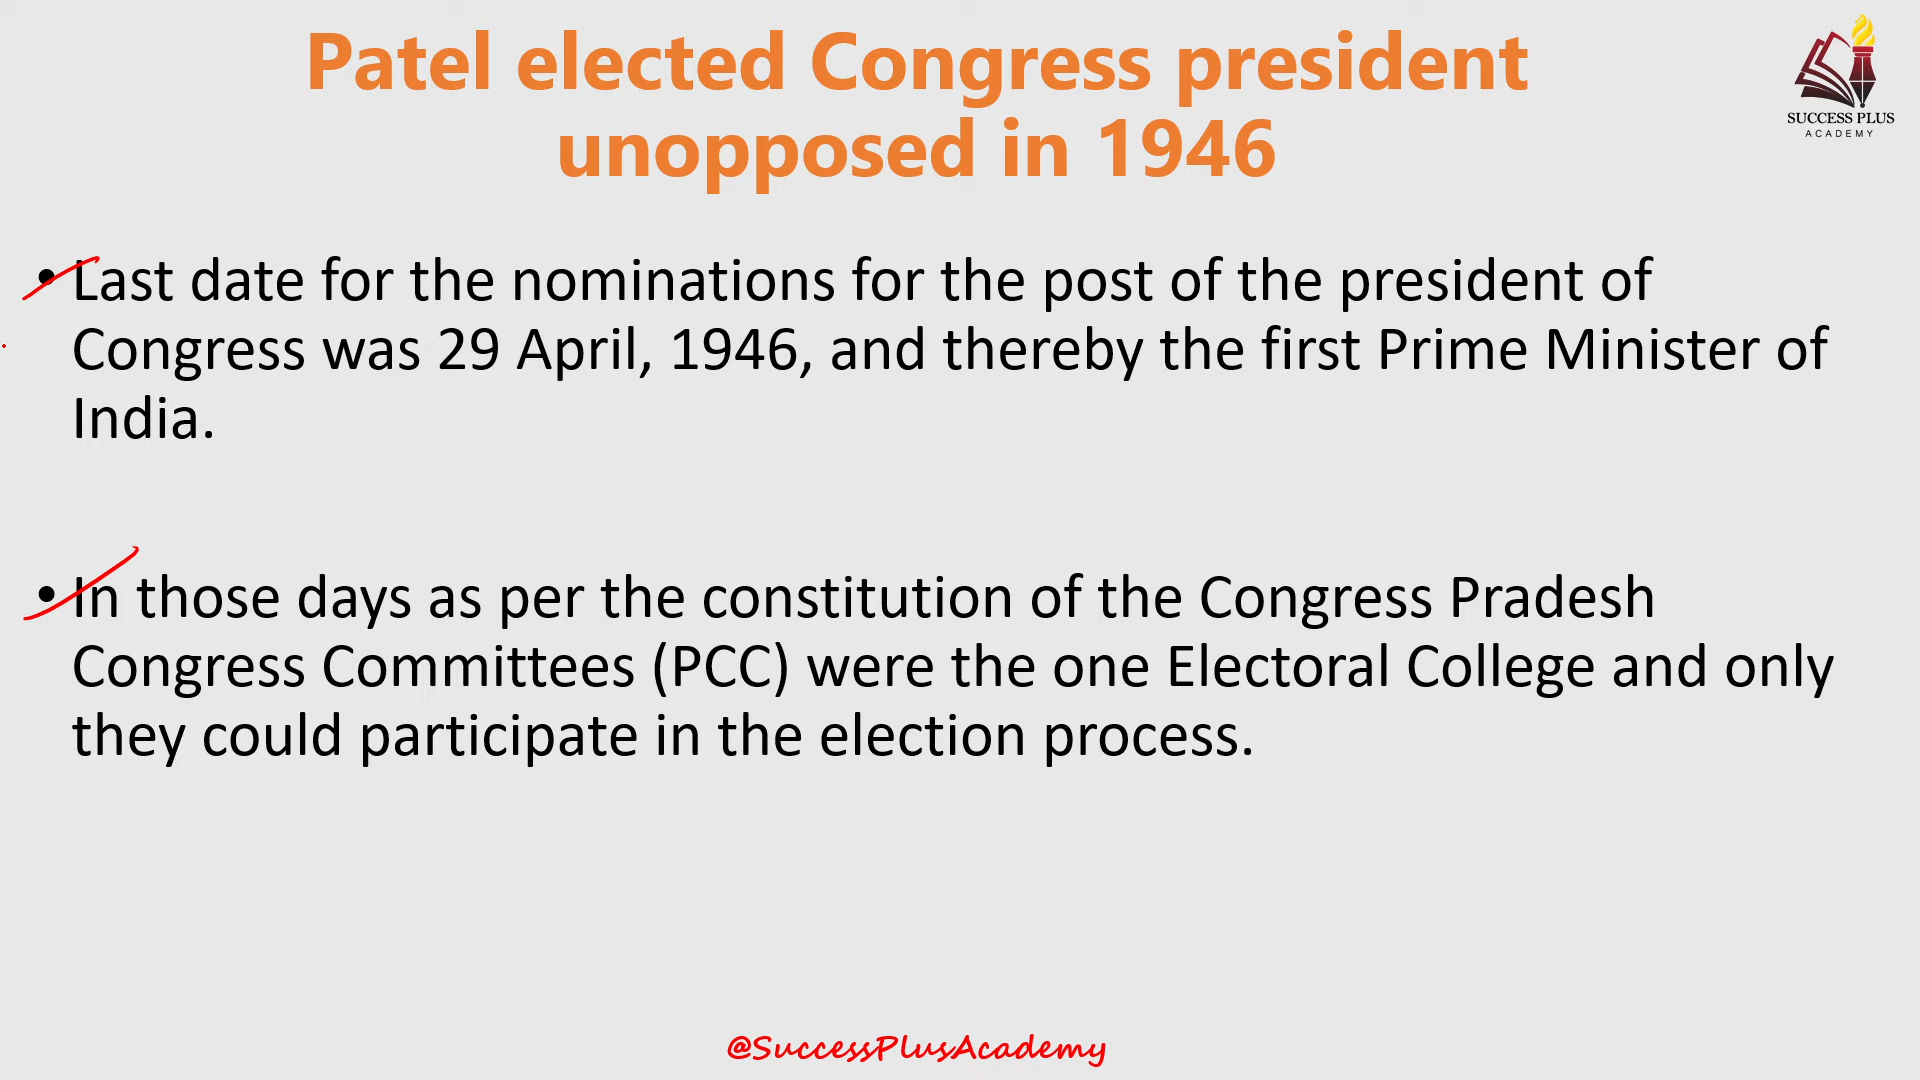 Patel elected Congress president
unopposed in 1946
SUCCESS PLUS
ACADEMY
• Last date for the nominations for the post of the president of
Congress was 29 April, 1946, and thereby the first Prime Minister of
India.
• In those days as per the constitution of the Congress Pradesh
Congress Committees (PCC) were the one Electoral College and only
they could participate in the election process.
@SuccessPlusAcademy